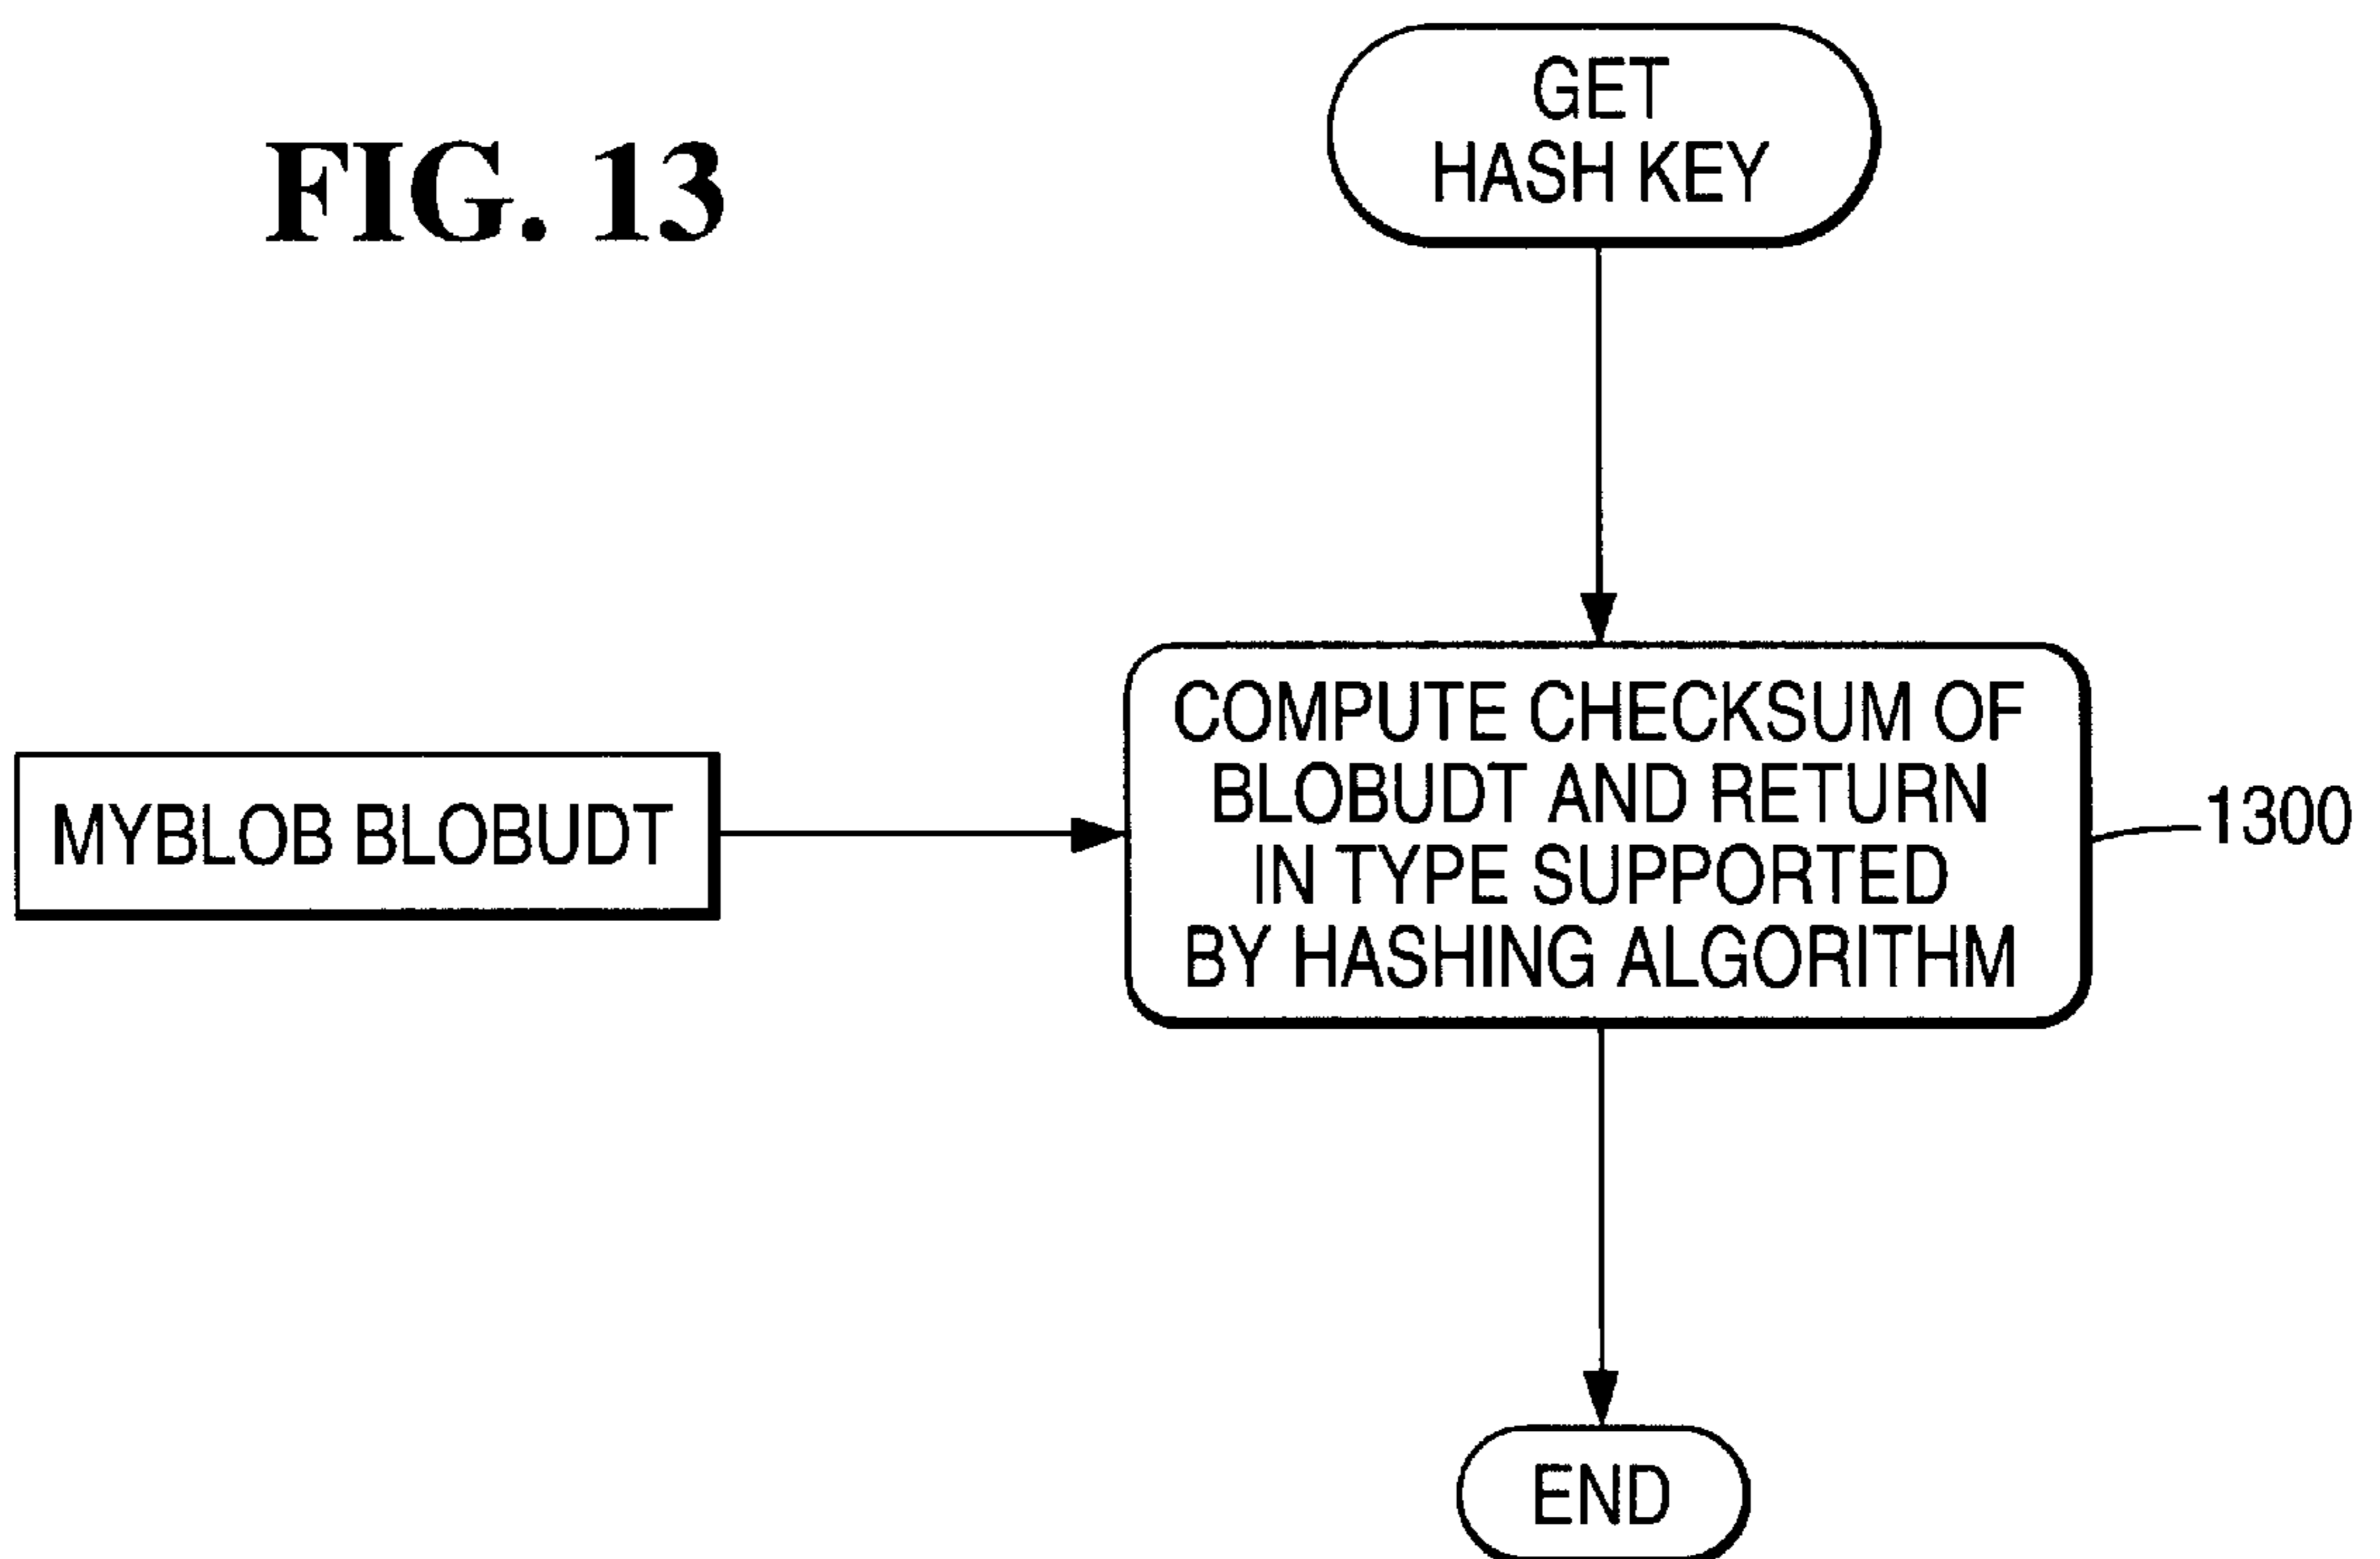 FIG. 13
GET
HASH KEY
MYBLOB BLOBUDT
COMPUTE CHECKSUM OF
BLOBUDT AND RETURN
IN TYPE SUPPORTED
BY HASHING ALGORITHM
1300
END